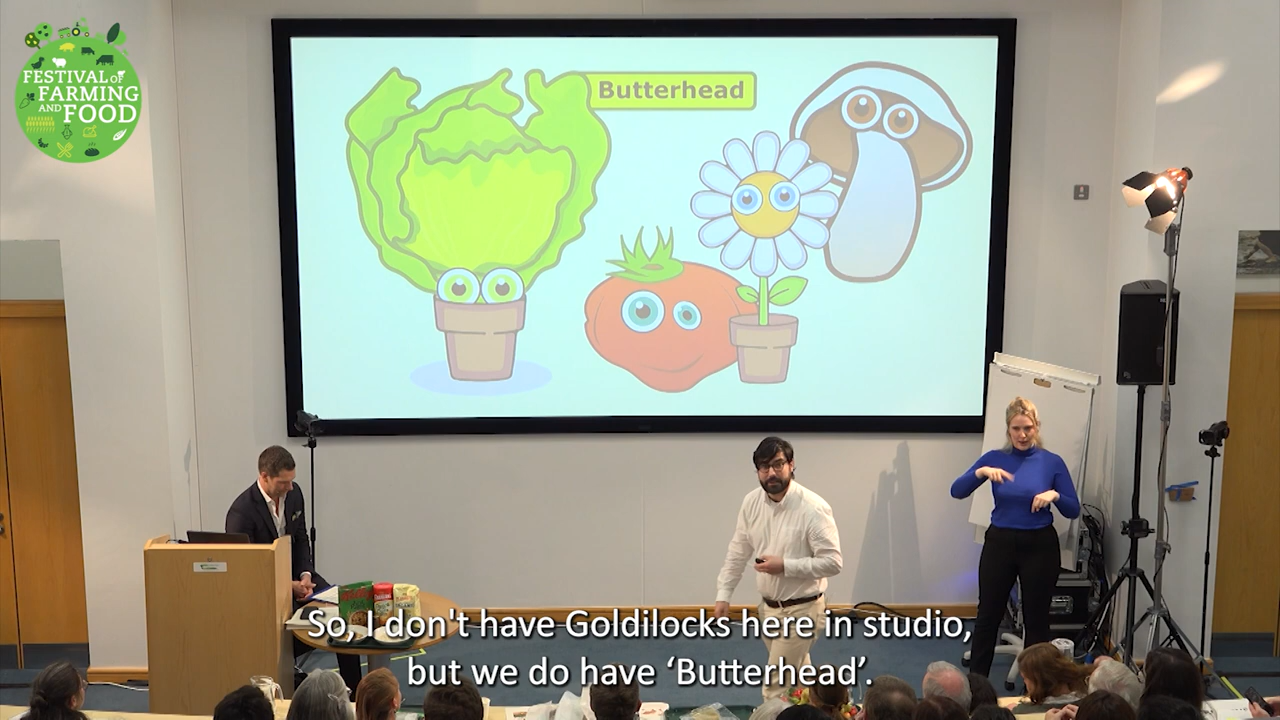 FESTIVAL of
FARMING
AND FOOD
Butterhead
So, I don't have Goldilocks here in studio,
but we do have ‘Butterhead’.